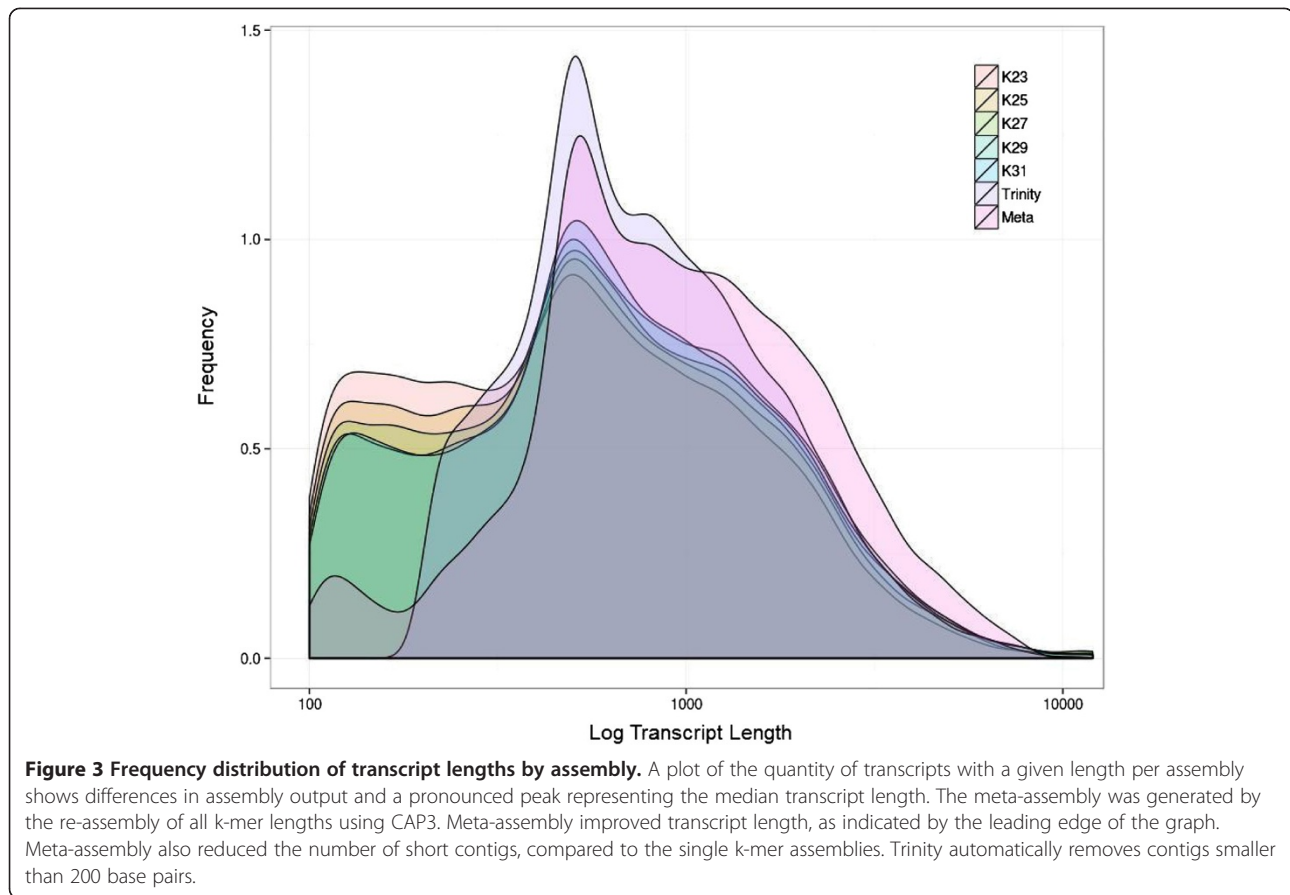 1.5
1.0
0.5
0.0
Frequency
100
1000
10000
Log Transcript Length
K23
K25
K27
K29
K31
Trinity
Meta
Figure 3 Frequency distribution of transcript lengths by assembly. A plot of the quantity of transcripts with a given length per assembly
shows differences in assembly output and a pronounced peak representing the median transcript length. The meta-assembly was generated by
the re-assembly of all k-mer lengths using CAP3. Meta-assembly improved transcript length, as indicated by the leading edge of the graph.
Meta-assembly also reduced the number of short contigs, compared to the single k-mer assemblies. Trinity automatically removes contigs smaller
than 200 base pairs.